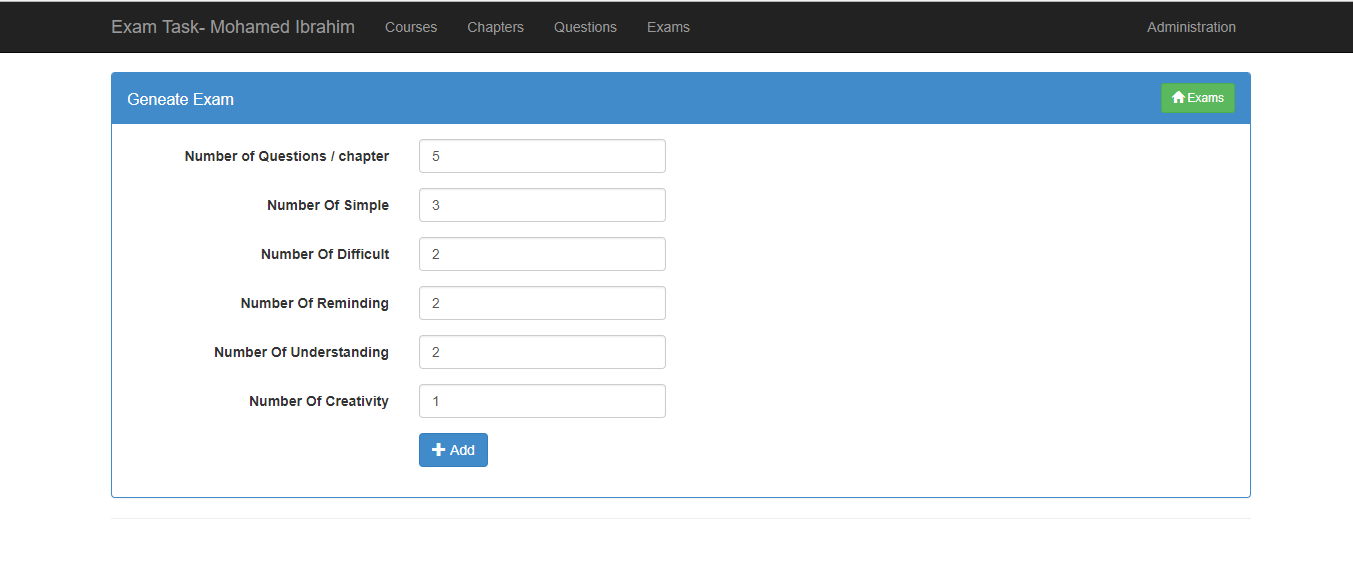 Exam Task- Mohamed Ibrahim Courses Chapters Questions Exams Administration
Geneate Exam Exams
Number of Questions / chapter 5
Number Of Simple 3
Number Of Difficult 2
Number Of Reminding 2
Number Of Understanding 2
Number Of Creativity 1
Add